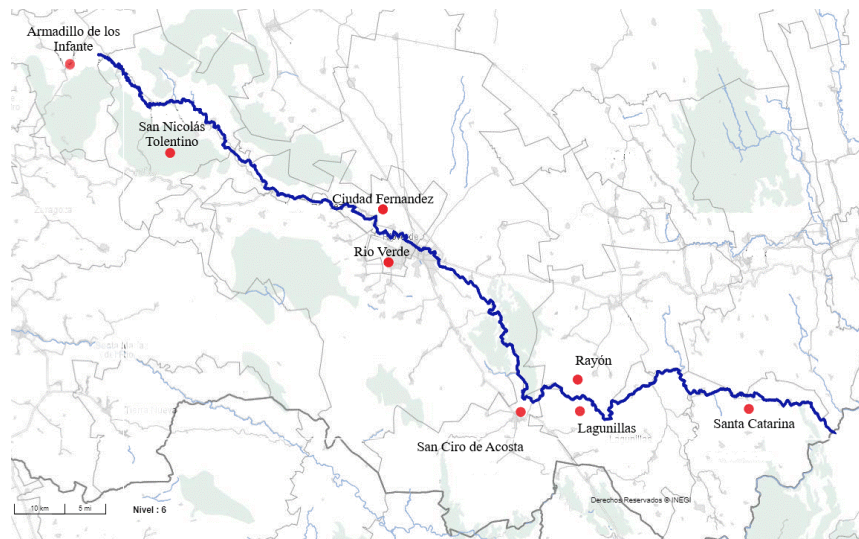 Armadillo de los
Infante
San Nicolás
Tolentino
Ciudad Fernandez
Rio Verde
Rayón
Lagunillas
Santa Catarina
San Ciro de Acosta
Lagunillas
Derechos Reservados ® INEGI
10 km 5 mi Nivel : 6